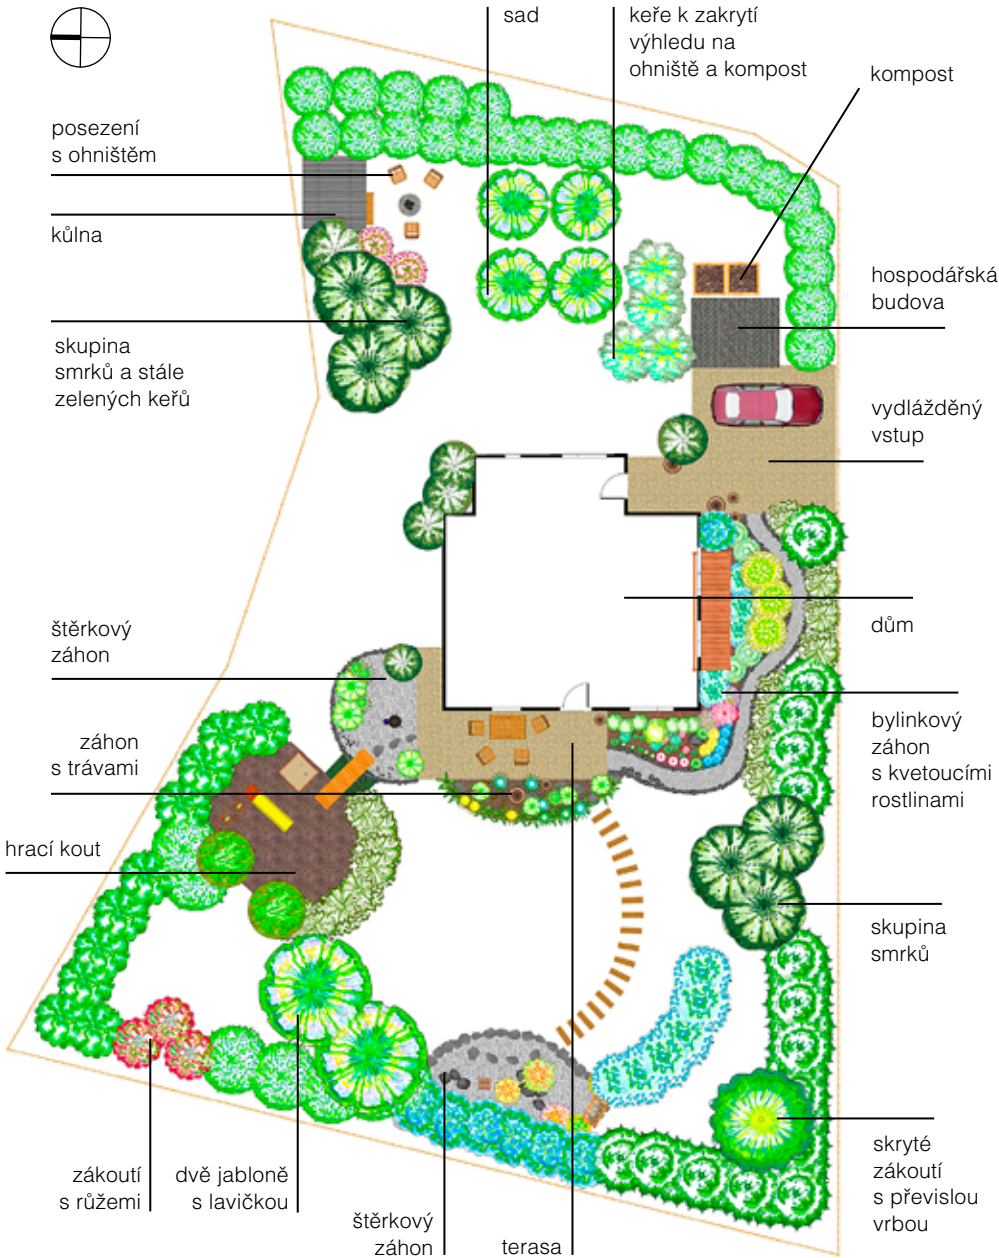 sad
keře k zakrytí
výhledu na
ohniště a kompost
kompost
posezení
s ohništěm
kůlna
hospodářská
budova
skupina
smrků a stále
zelených keřů
vydlážděný
vstup
štěrkový
záhon
dům
záhon
s trávami
bylinkový
záhon
s kvetoucími
rostlinami
hrací kout
skupina
smrků
zákoutí
s růžemi
dvě jabloně
s lavičkou
štěrkový
záhon
terasa
skryté
zákoutí
s převislou
vrbou